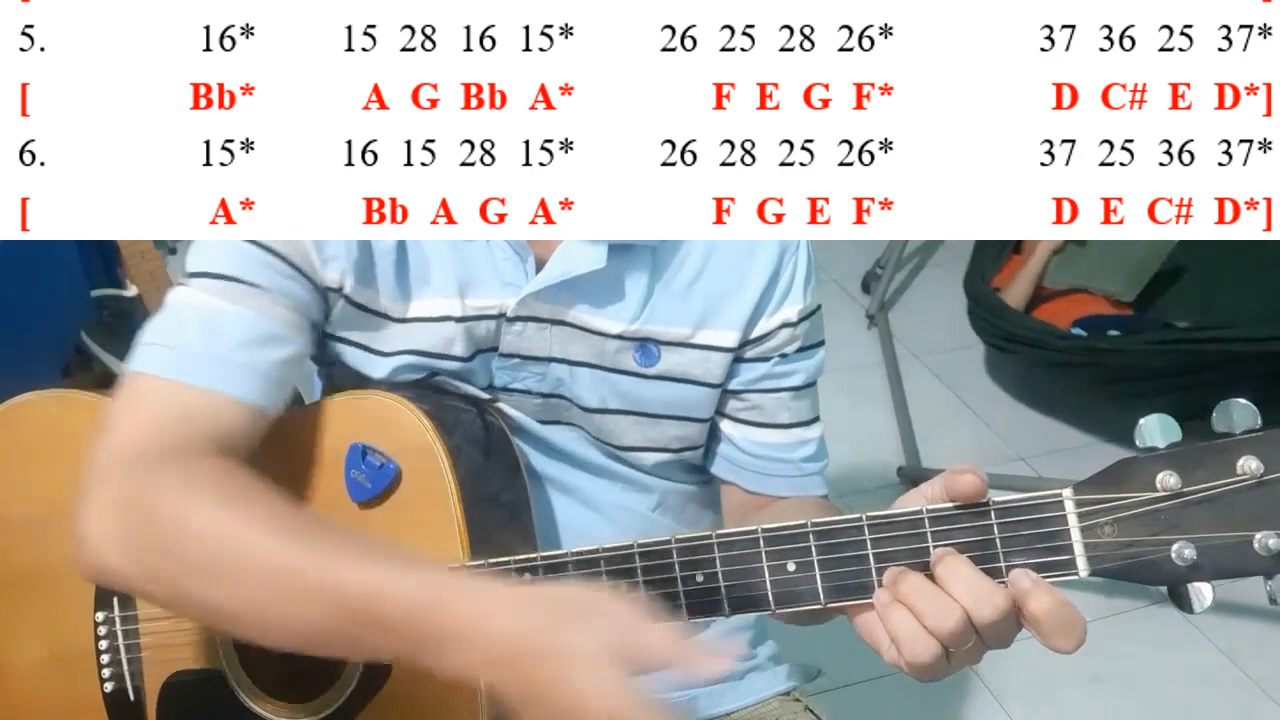 5. 16* 15 28 16 15* 26 25 28 26* 37 36 25 37*
[ Bb* A G Bb A* F E G F* D C# E D*]
6. 15* 16 15 28 15* 26 28 25 26* 37 25 36 37*
[ A* Bb A G A* F G E F* D E C# D*]